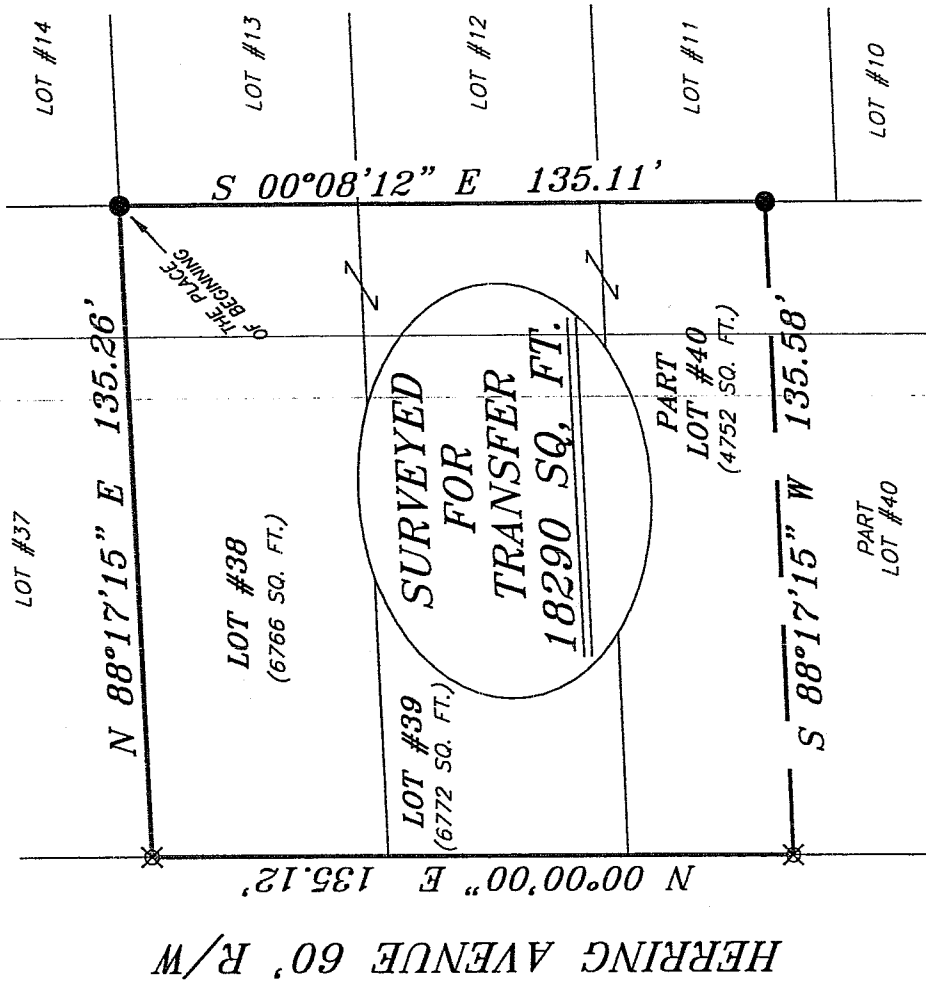 LOT #14
LOT #13
LOT #12
LOT #11
LOT #10
S 00°08'12" E 135.11'
THE PLACE
OF BEGINNING
LOT #37
N 88°17'15" E 135.26'
LOT #38
(6766 SQ. FT.)
SURVEYED
FOR
TRANSFER
18290 SQ, FT.
LOT #39
(6772 SQ. FT.)
PART
LOT #40
(4752 SQ. FT.)
S 88°17'15" W 135.58'
PART
LOT #40
N 00°00'00" E 135.12'
HERRING AVENUE 60' R/W